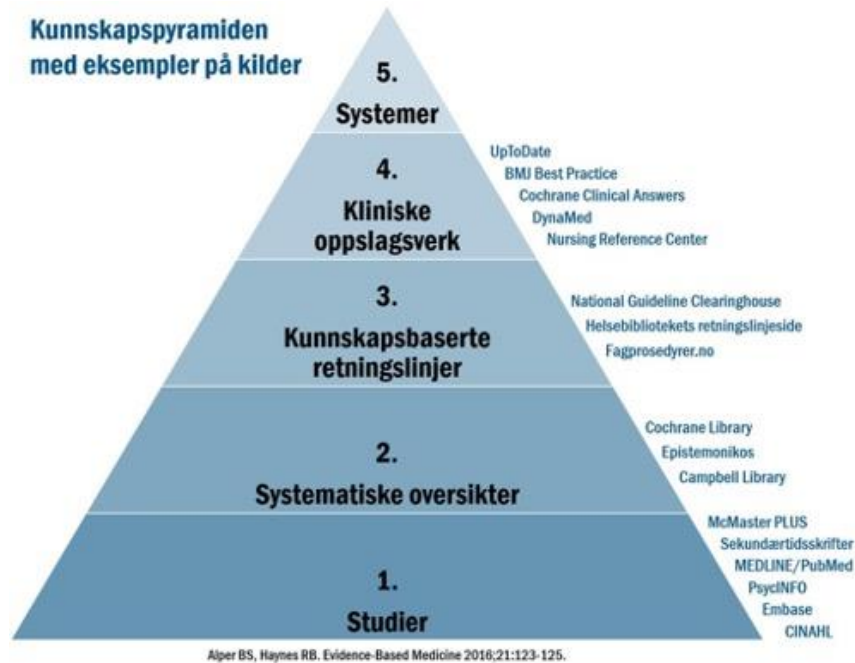 Kunnskapspyramiden
med eksempler på kilder
5.
Systemer
4.
Kliniske
oppslagsverk
UpToDate
BMJ Best Practice
Cochrane Clinical Answers
DynaMed
Nursing Reference Center
3.
Kunnskapsbaserte
retningslinjer
National Guideline Clearinghouse
Helsebibliotekets retningslinjeside
Fagprosedyrer.no
2.
Systematiske oversikter
Cochrane Library
Epistemonikos
Campbell Library
1.
Studier
McMaster PLUS
Sekundærtidsskrifter
MEDLINE/PubMed
PsycINFO
Embase
CINAHL
Alper BS, Haynes RB. Evidence-Based Medicine 2016;21:123-125.